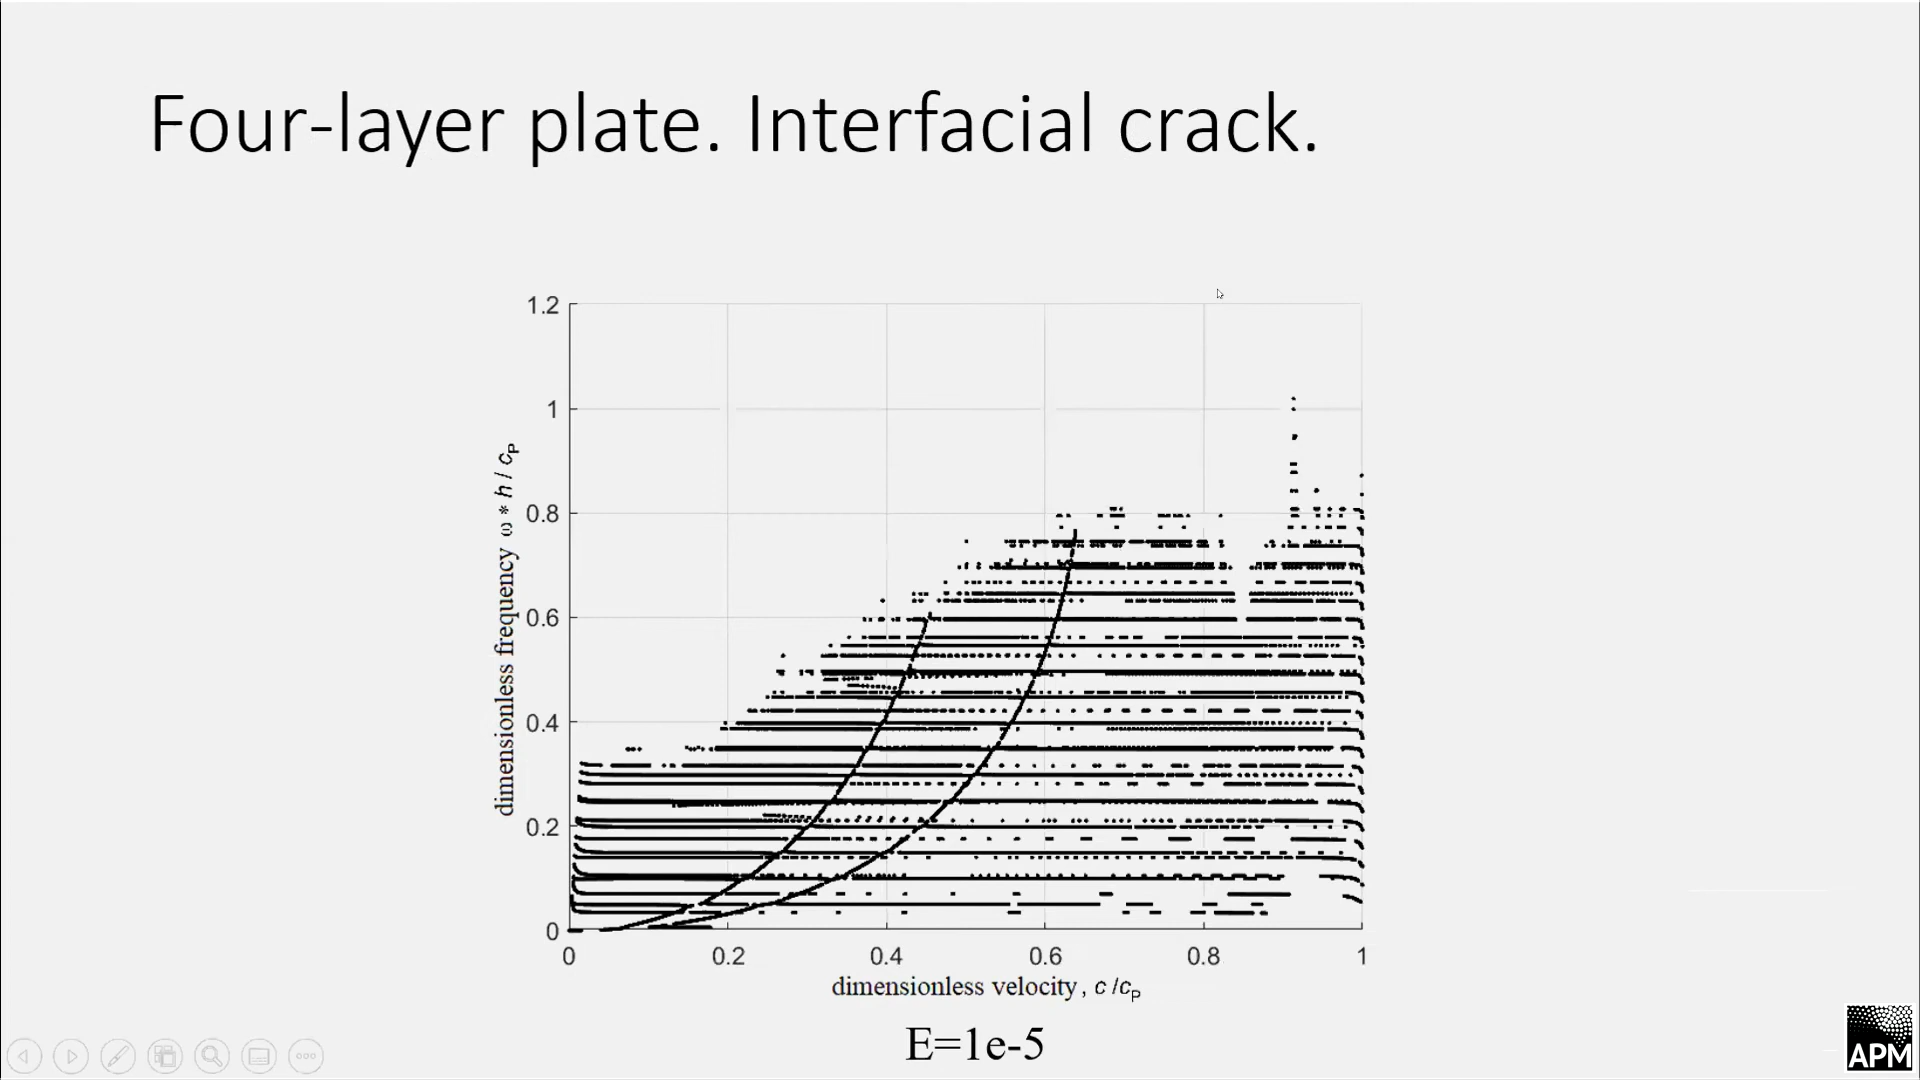 Four-layer plate. Interfacial crack.
1.2
1
0.8
0.6
0.4
0.2
0
dimensionless frequency ω * h / cP
0 0.2 0.4 0.6 0.8 1
dimensionless velocity, c /cP
E=1e-5
APM